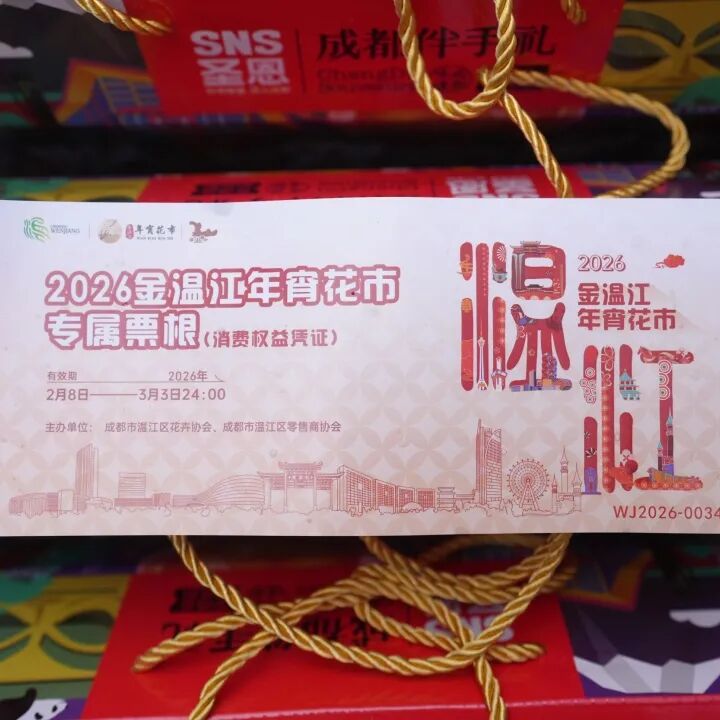 SNS
圣恩
成都伴手礼
WENJIANG
年宵花市
2026金温江年宵花市
专属票根(消费权益凭证)
有效期 2026年
2月8日——3月3日24:00
主办单位: 成都市温江区花卉协会、成都市温江区零售商协会
温江
2026
金温江
年宵花市
WJ2026-0034
SNS